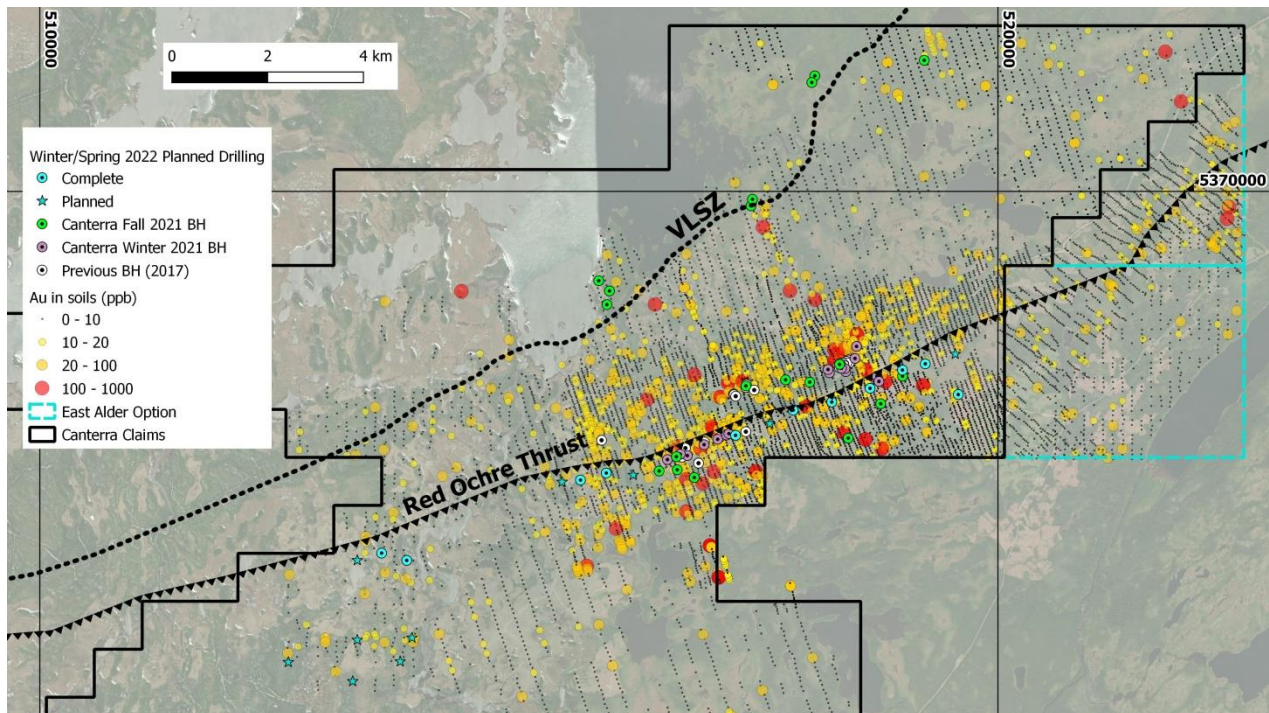 510000
520000
0 2 4 km
5370000
Winter/Spring 2022 Planned Drilling
Complete
Planned
Canterra Fall 2021 BH
Canterra Winter 2021 BH
Previous BH (2017)
Au in soils (ppb)
0 - 10
10 - 20
20 - 100
100 - 1000
East Alder Option
Canterra Claims
VLSZ
Red Ochre Thrust